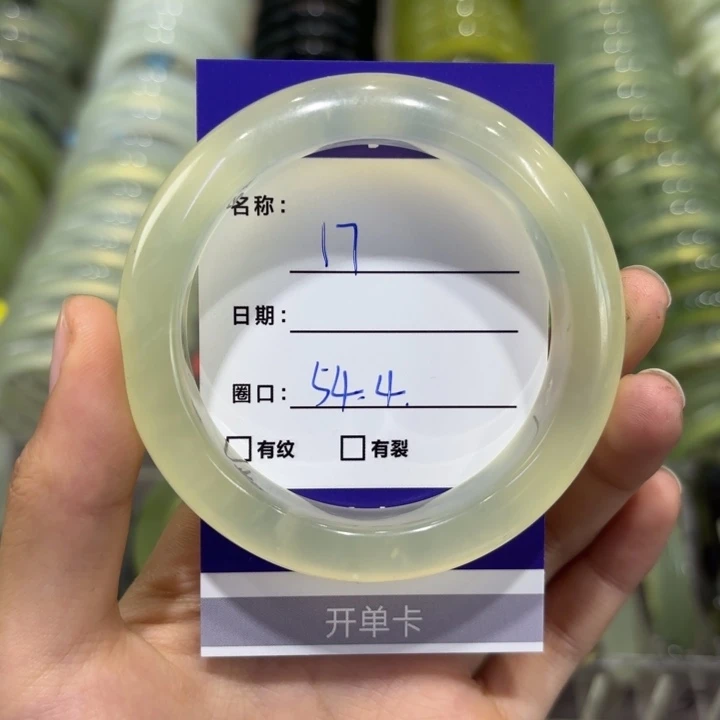 名称: 17
日期:
圈口: 54.4.
有纹 有裂
开单卡